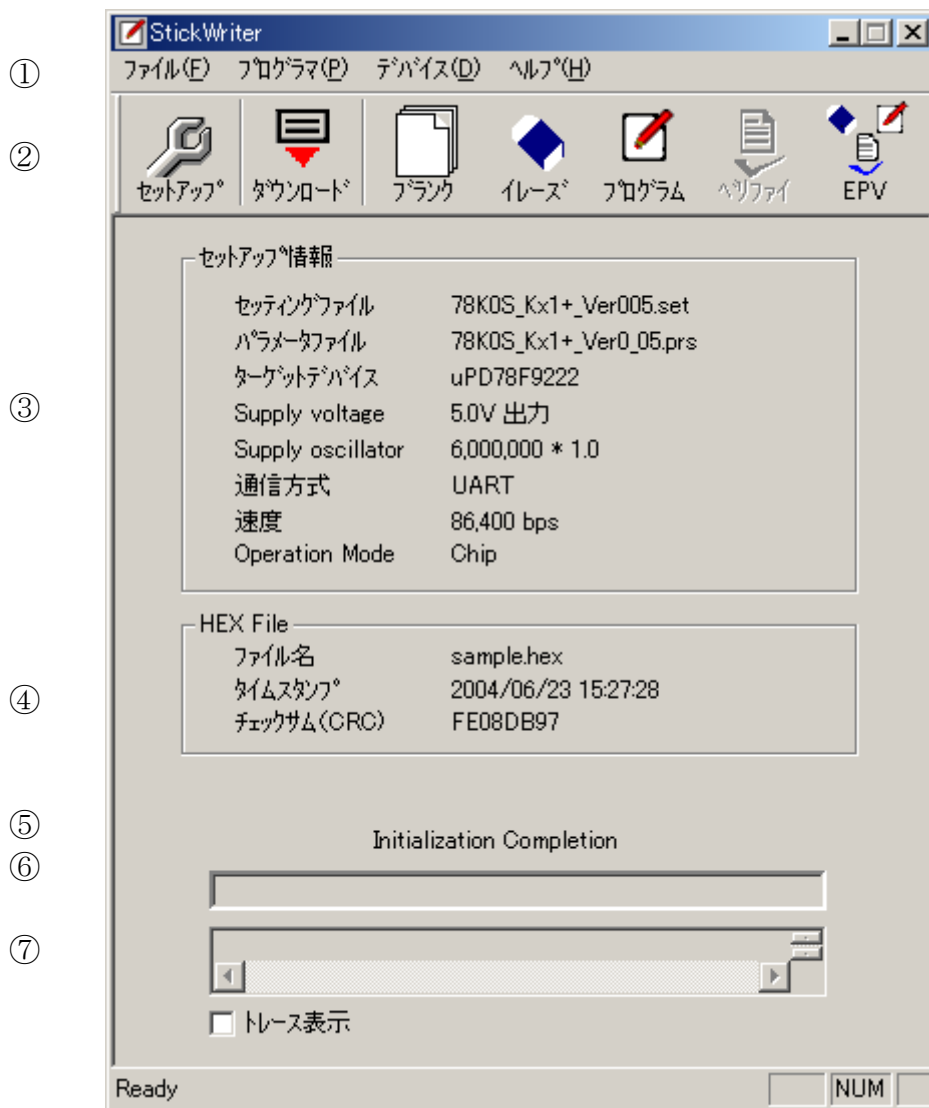 StickWriter
① ﾌｧｲﾙ(F) ﾌﾟﾛｸﾞﾗﾏ(P) ﾃﾞﾊﾞｲｽ(D) ﾍﾙﾌﾟ(H)
② ｾｯﾄｱｯﾌﾟ ﾀﾞｳﾝﾛｰﾄﾞ ﾌﾞﾗﾝｸ ｲﾚｰｽﾞ ﾌﾟﾛｸﾞﾗﾑ ﾍﾞﾘﾌｧｲ EPV
ｾｯﾄｱｯﾌﾟ情報
ｾｯﾃｨﾝｸﾞﾌｧｲﾙ 78K0S_Kx1+_Ver005.set
ﾊﾟﾗﾒｰﾀﾌｧｲﾙ 78K0S_Kx1+_Ver0_05.prs
ﾀｰｹﾞｯﾄﾃﾞﾊﾞｲｽ uPD78F9222
③ Supply voltage 5.0V 出力
Supply oscillator 6,000,000 * 1.0
通信方式 UART
速度 86,400 bps
Operation Mode Chip
HEX File
ﾌｧｲﾙ名 sample.hex
④ ﾀｲﾑｽﾀﾝﾌﾟ 2004/06/23 15:27:28
ﾁｪｯｸｻﾑ(CRC) FE08DB97
⑤ Initialization Completion
⑥
⑦
ﾄﾚｰｽ表示
Ready NUM